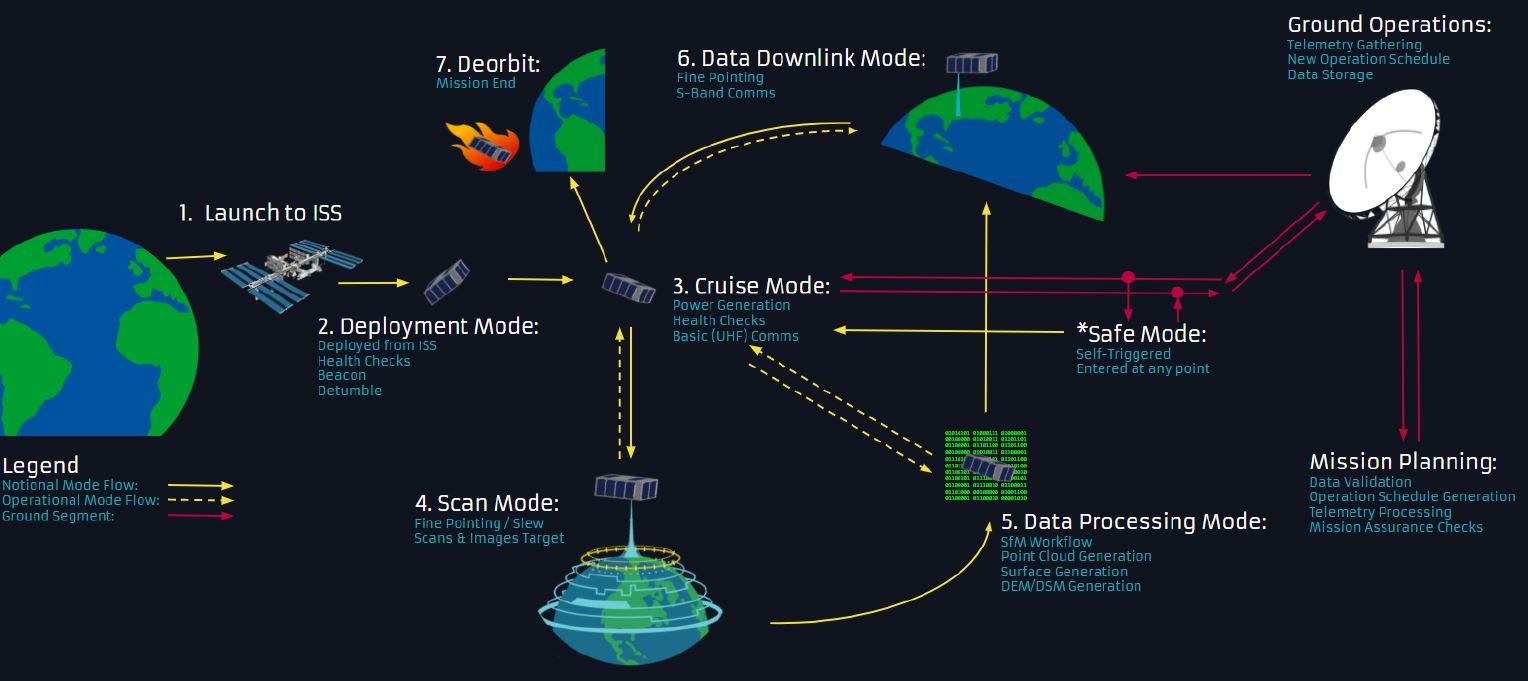 Ground Operations:
Telemetry Gathering
New Operation Schedule
Data Storage
7. Deorbit:
Mission End
6. Data Downlink Mode:
Fine Pointing
S-Band Comms
1. Launch to ISS
2. Deployment Mode:
Deployed from ISS
Health Checks
Beacon
Detumble
3. Cruise Mode:
Power Generation
Health Checks
Basic (UHF) Comms
*Safe Mode:
Self-Triggered
Entered at any point
Legend
Notional Mode Flow:
Operational Mode Flow:
Ground Segment:
4. Scan Mode:
Fine Pointing / Slew
Scans & Images Target
5. Data Processing Mode:
SfM Workflow
Point Cloud Generation
Surface Generation
DEM/DSM Generation
Mission Planning:
Data Validation
Operation Schedule Generation
Telemetry Processing
Mission Assurance Checks